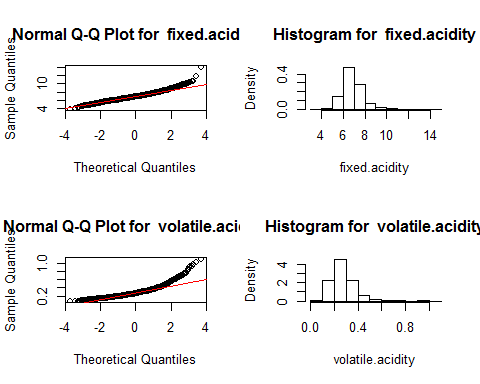 Normal Q-Q Plot for fixed.acid
Sample Quantiles
4 10
-4 -2 0 2 4
Theoretical Quantiles
Histogram for fixed.acidity
Density
0.0 0.4
4 6 8 10 14
fixed.acidity
Normal Q-Q Plot for volatile.aci
Sample Quantiles
0.2 1.0
-4 -2 0 2 4
Theoretical Quantiles
Histogram for volatile.acidity
Density
0 2 4
0.0 0.4 0.8
volatile.acidity